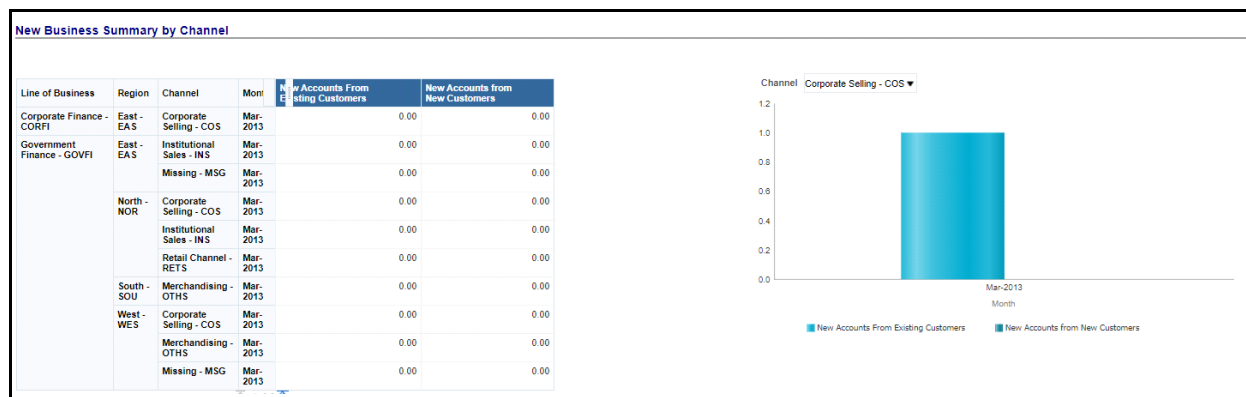 New Business Summary by Channel
Line of Business Region Channel New Accounts from
sting Customers New Customers
Corporate Finance - East - Corporate Mar- 0.00 0.00
CORFI EAS Selling - COS 2013
Government East - Institutional Mar- 0.00 0.00
Finance - GOVFI EAS Sales - INS 2013
Missing - MSG Mar- 0.00 0.00
2013
North - Corporate Mar- 0.00 0.00
NOR Selling - COS 2013
Institutional Mar- 0.00 0.00
Sales - INS 2013
Retail Channel - Mar- 0.00 0.00
RETS 2013
South - Merchandising - Mar- 0.00 0.00
SOU OTHS 2013
West - Corporate Mar- 0.00 0.00
WES Selling - COS 2013
Merchandising - Mar- 0.00 0.00
OTHS 2013
Missing - MSG Mar- 0.00 0.00
2013
Channel Corporate Selling - COS
1.2
1.0
0.8
0.6
0.4
0.2
0.0
Mar-2013
Month
New Accounts From Existing Customers New Accounts from New Customers